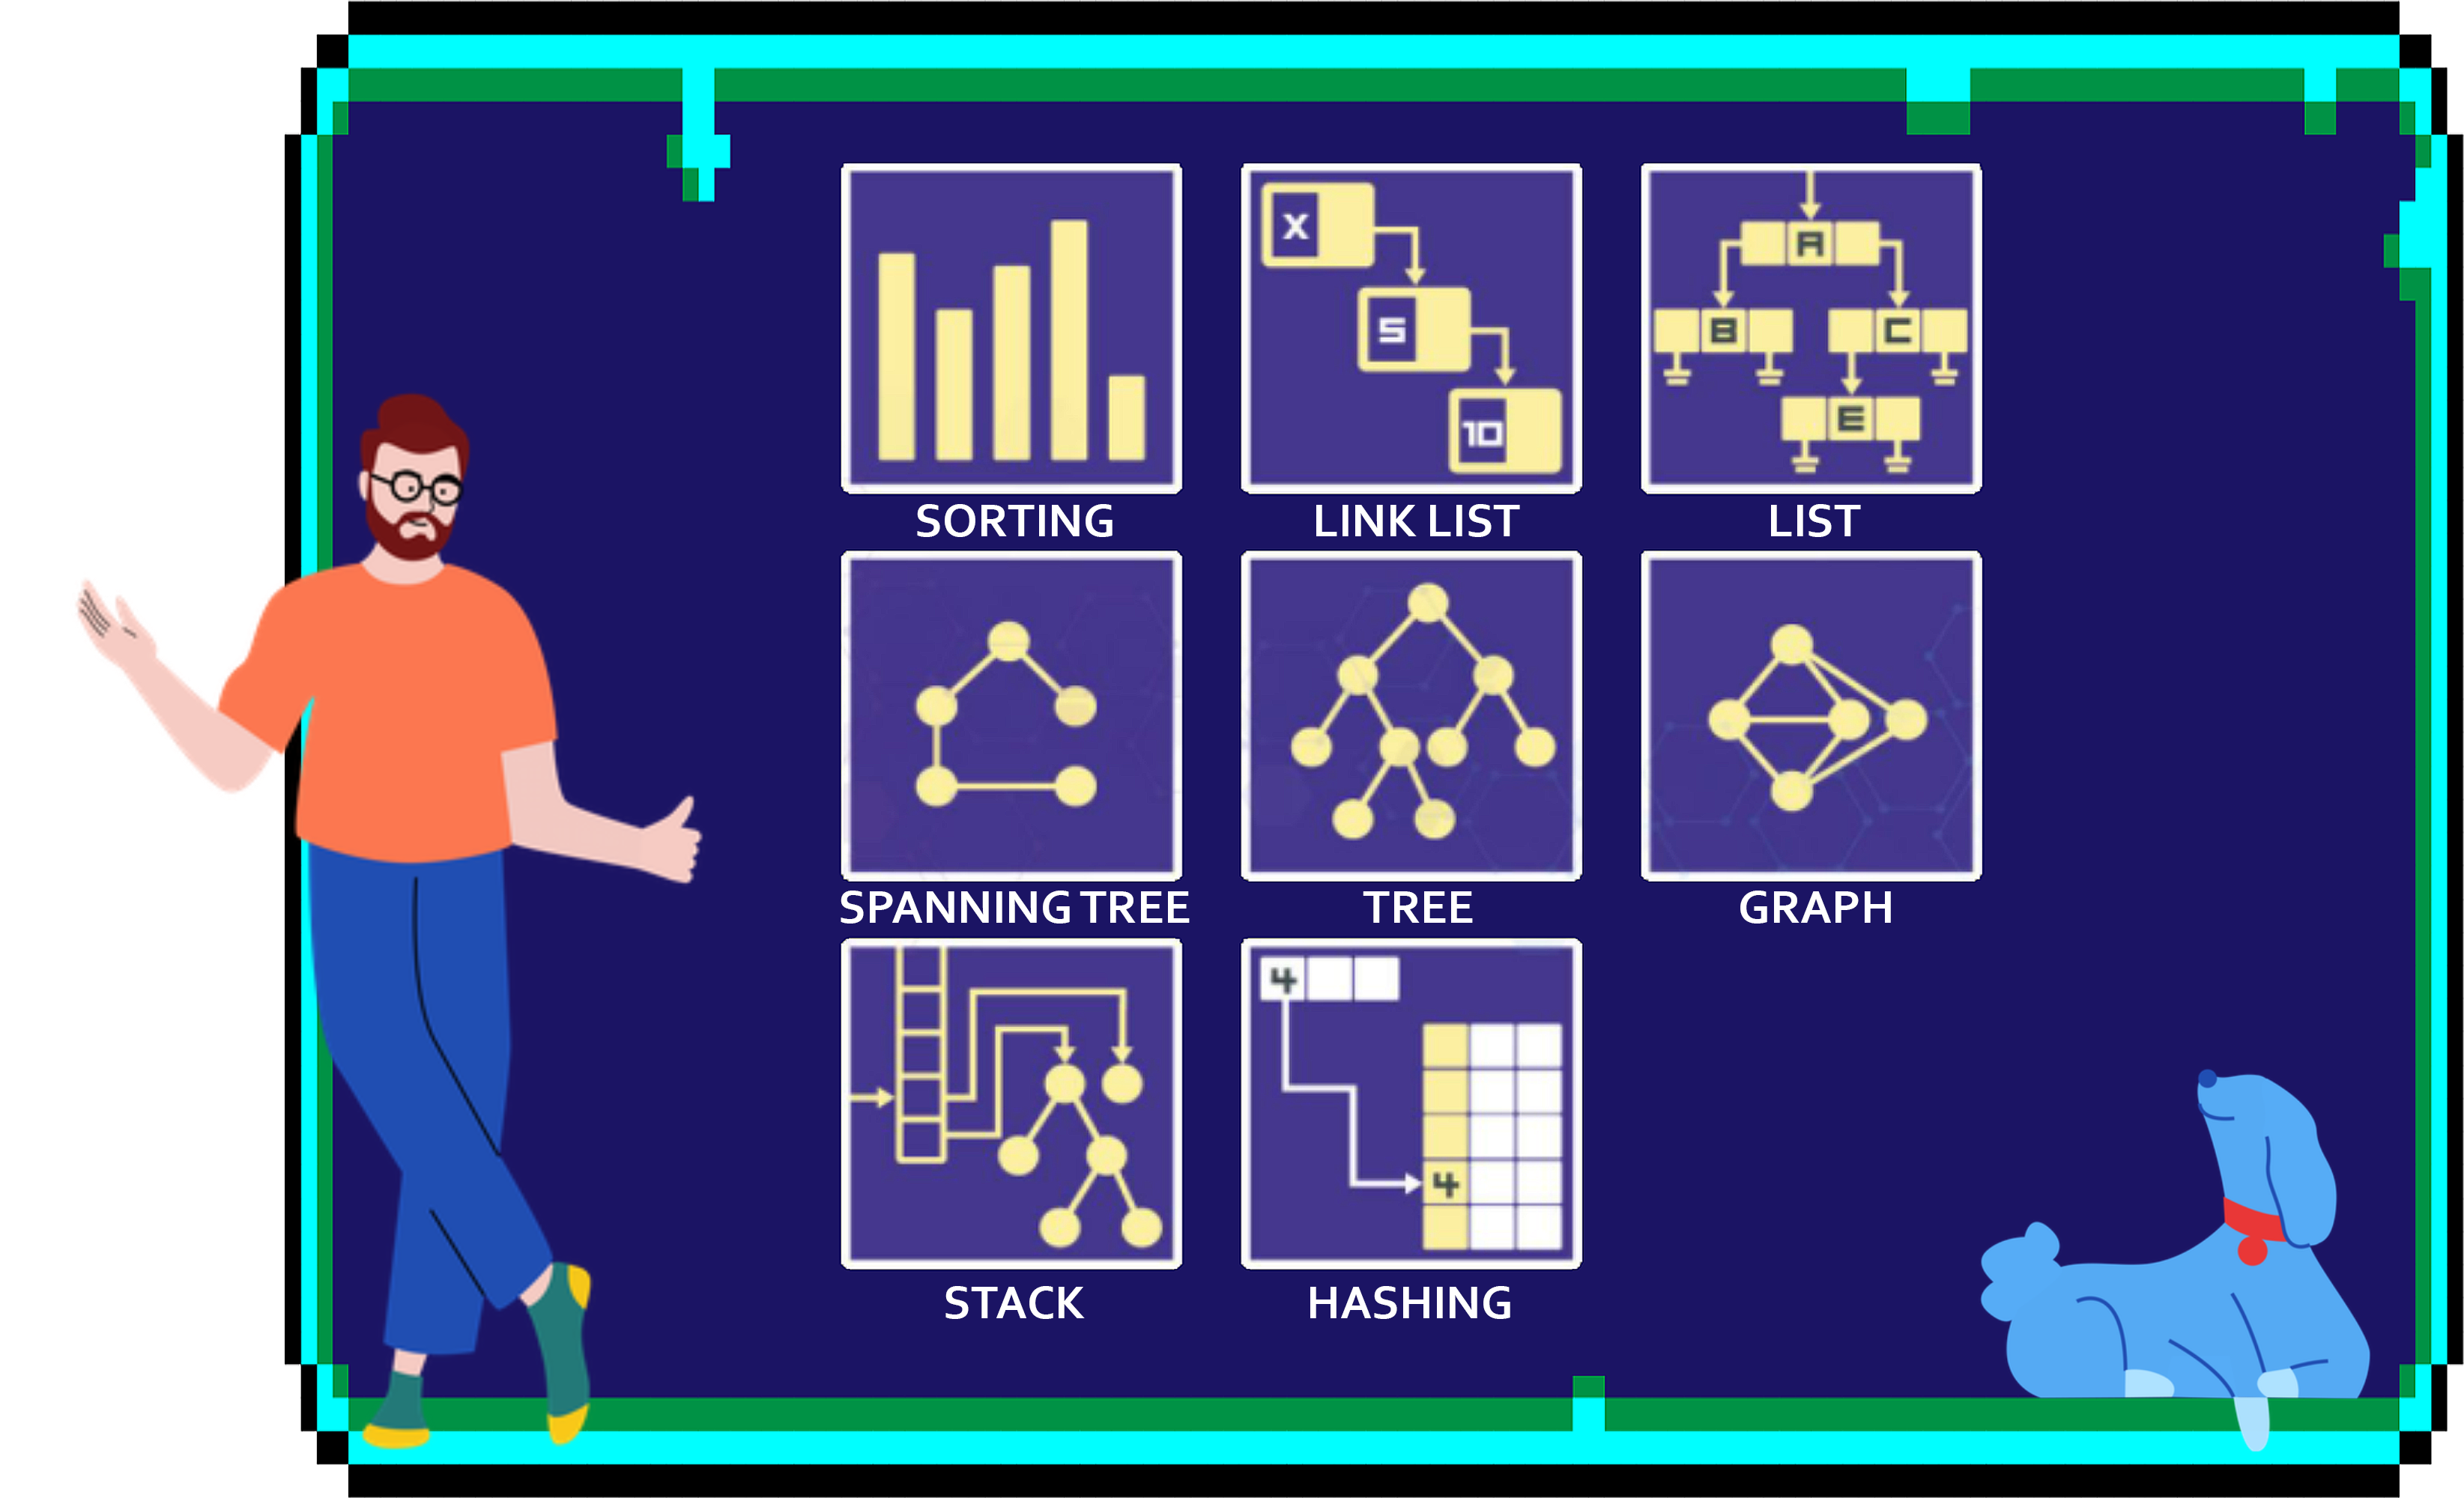 X
5
10
A
B C
E
SORTING LINK LIST LIST
SPANNING TREE TREE GRAPH
4
4
STACK HASHING